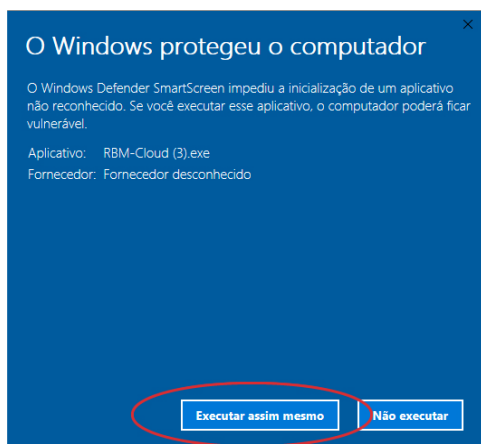 O Windows protegeu o computador
O Windows Defender SmartScreen impediu a inicialização de um aplicativo
não reconhecido. Se você executar esse aplicativo, o computador poderá ficar
vulnerável.
Aplicativo: RBM-Cloud (3).exe
Fornecedor: Fornecedor desconhecido
Executar assim mesmo Não executar